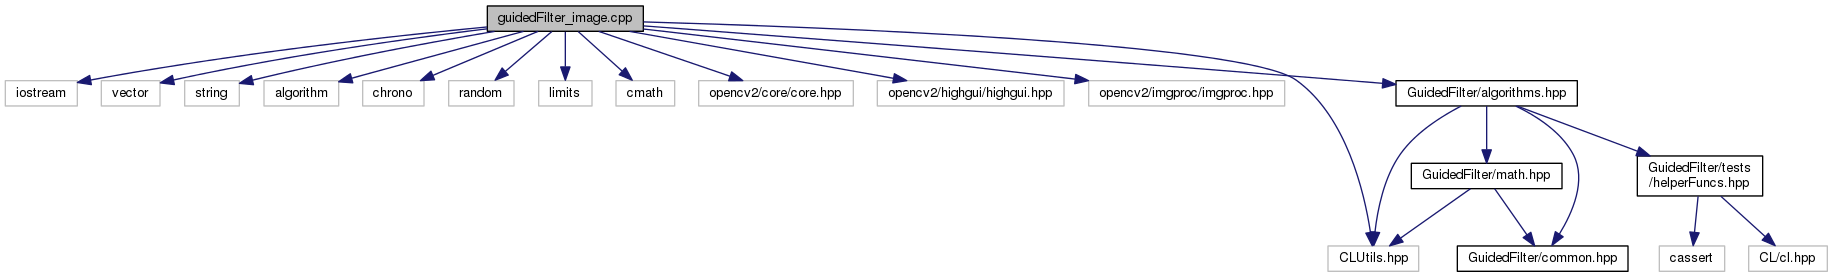 guidedFilter_image.cpp
iostream
vector
string
algorithm
chrono
random
limits
cmath
opencv2/core/core.hpp
opencv2/highgui/highgui.hpp
opencv2/imgproc/imgproc.hpp
GuidedFilter/algorithms.hpp
GuidedFilter/math.hpp
GuidedFilter/tests
/helperFuncs.hpp
CLUtils.hpp
GuidedFilter/common.hpp
cassert
CL/cl.hpp